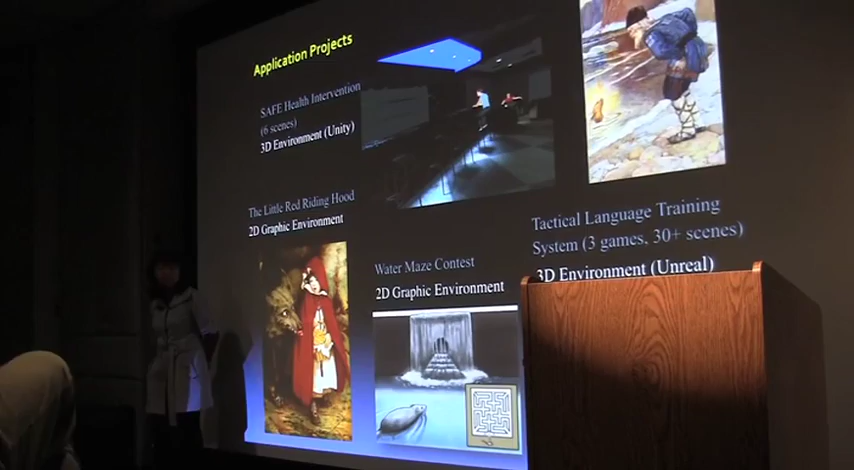 Application Projects
SAFE Health Intervention
(6 scenes)
3D Environment (Unity)
The Little Red Riding Hood
2D Graphic Environment
Water Maze Contest
2D Graphic Environment
Tactical Language Training
System (3 games, 30+ scenes)
3D Environment (Unreal)